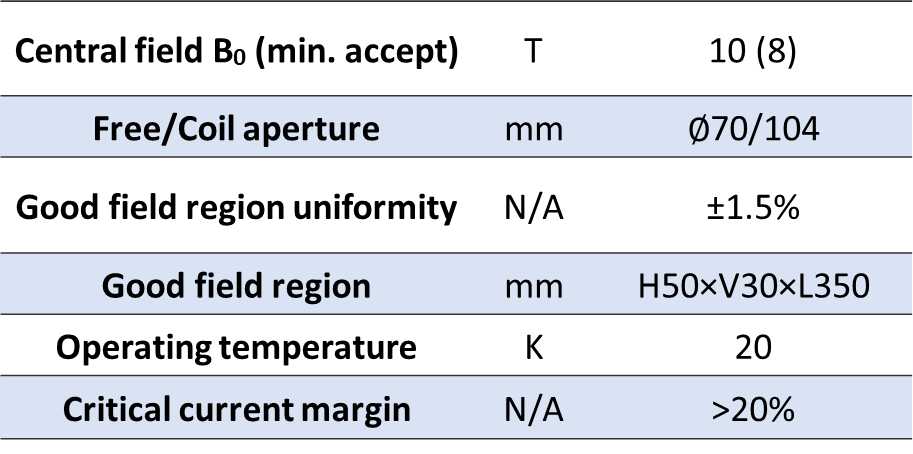 Central field B₀ (min. accept) T 10 (8)
Free/Coil aperture mm Ø70/104
Good field region uniformity N/A ±1.5%
Good field region mm H50×V30×L350
Operating temperature K 20
Critical current margin N/A >20%